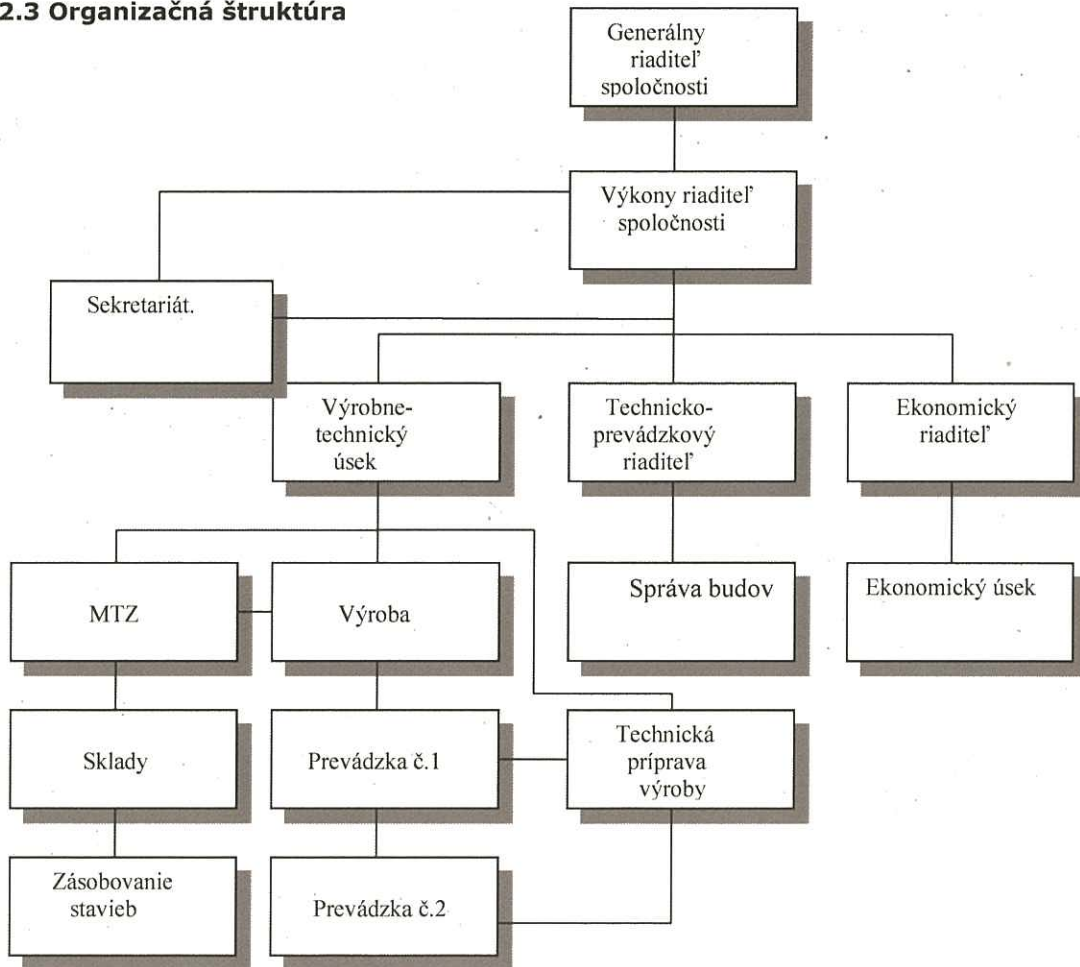 2.3 Organizačná štruktúra
Generálny
riaditeľ
spoločnosti
Výkony riaditeľ
spoločnosti
Sekretariát.
Výrobne-
technický
úsek
Technicko-
prevádzkový
riaditeľ
Ekonomický
riaditeľ
MTZ
Výroba
Správa budov
Ekonomický úsek
Sklady
Prevádzka č.1
Technická
príprava
výroby
Zásobovanie
stavieb
Prevádzka č.2